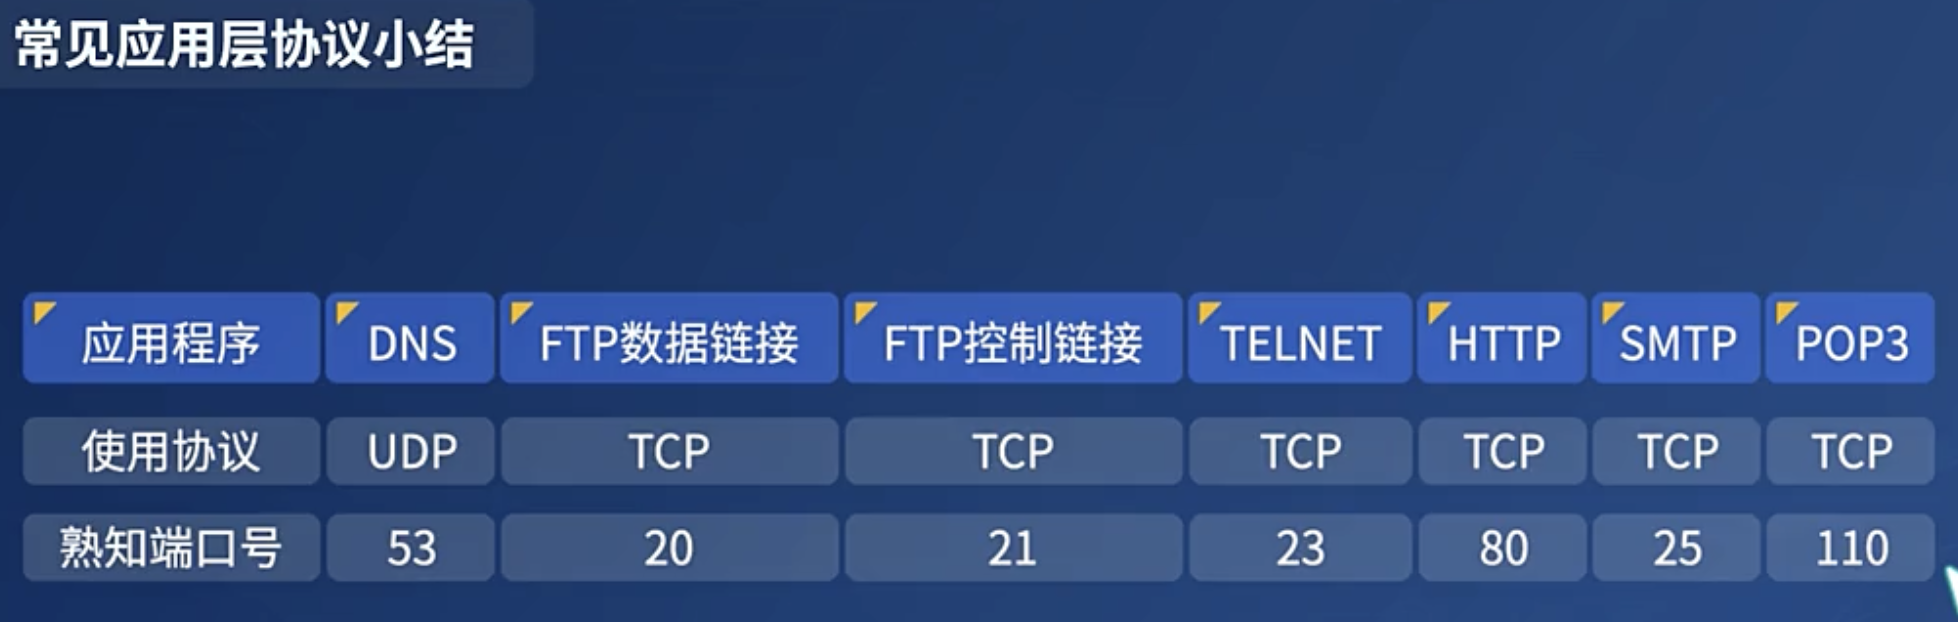 常见应用层协议小结
应用程序 DNS FTP数据链接 FTP控制链接 TELNET HTTP SMTP POP3
使用协议 UDP TCP TCP TCP TCP TCP TCP
熟知端口号 53 20 21 23 80 25 110